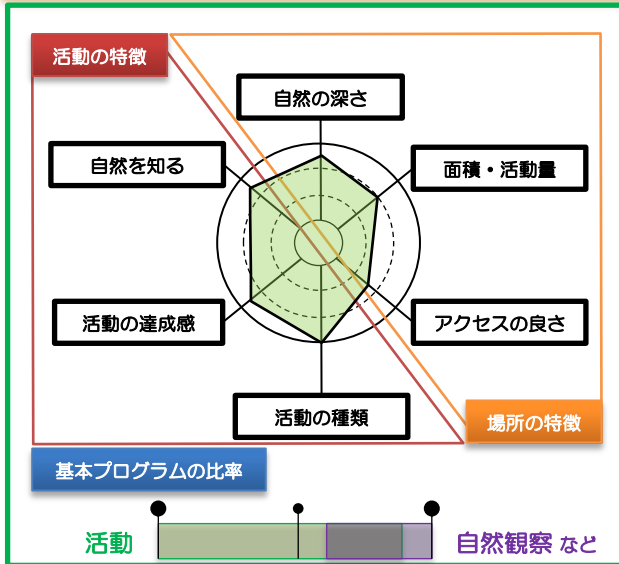 活動の特徴
自然の深さ
自然を知る
面積・活動量
活動の達成感
アクセスの良さ
活動の種類
場所の特徴
基本プログラムの比率
活動
自然観察 など